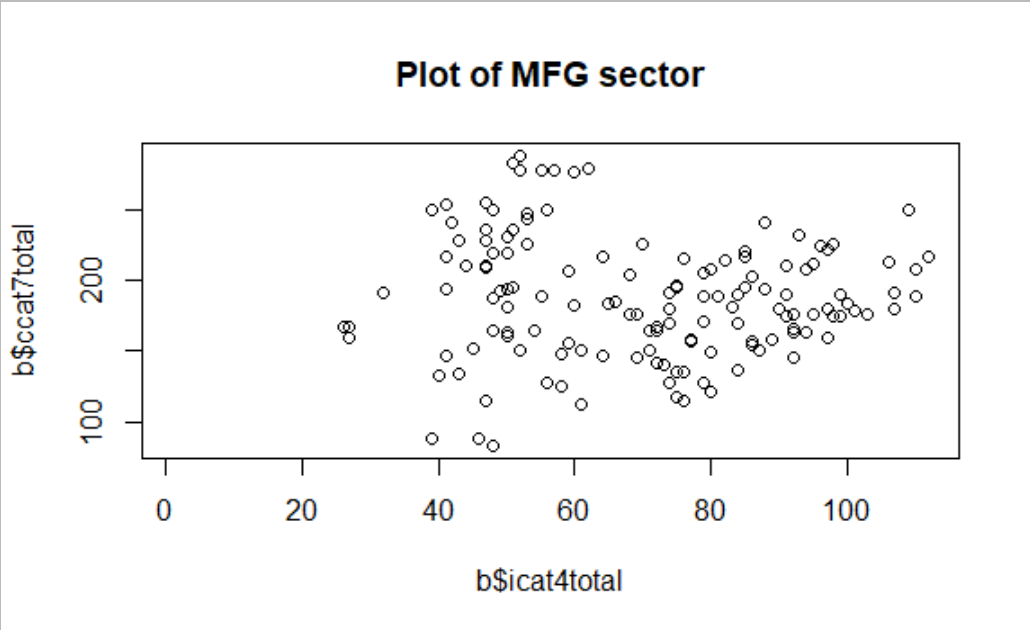 Plot of MFG sector
b$ccat7total
200
100
0 20 40 60 80 100
b$icat4total